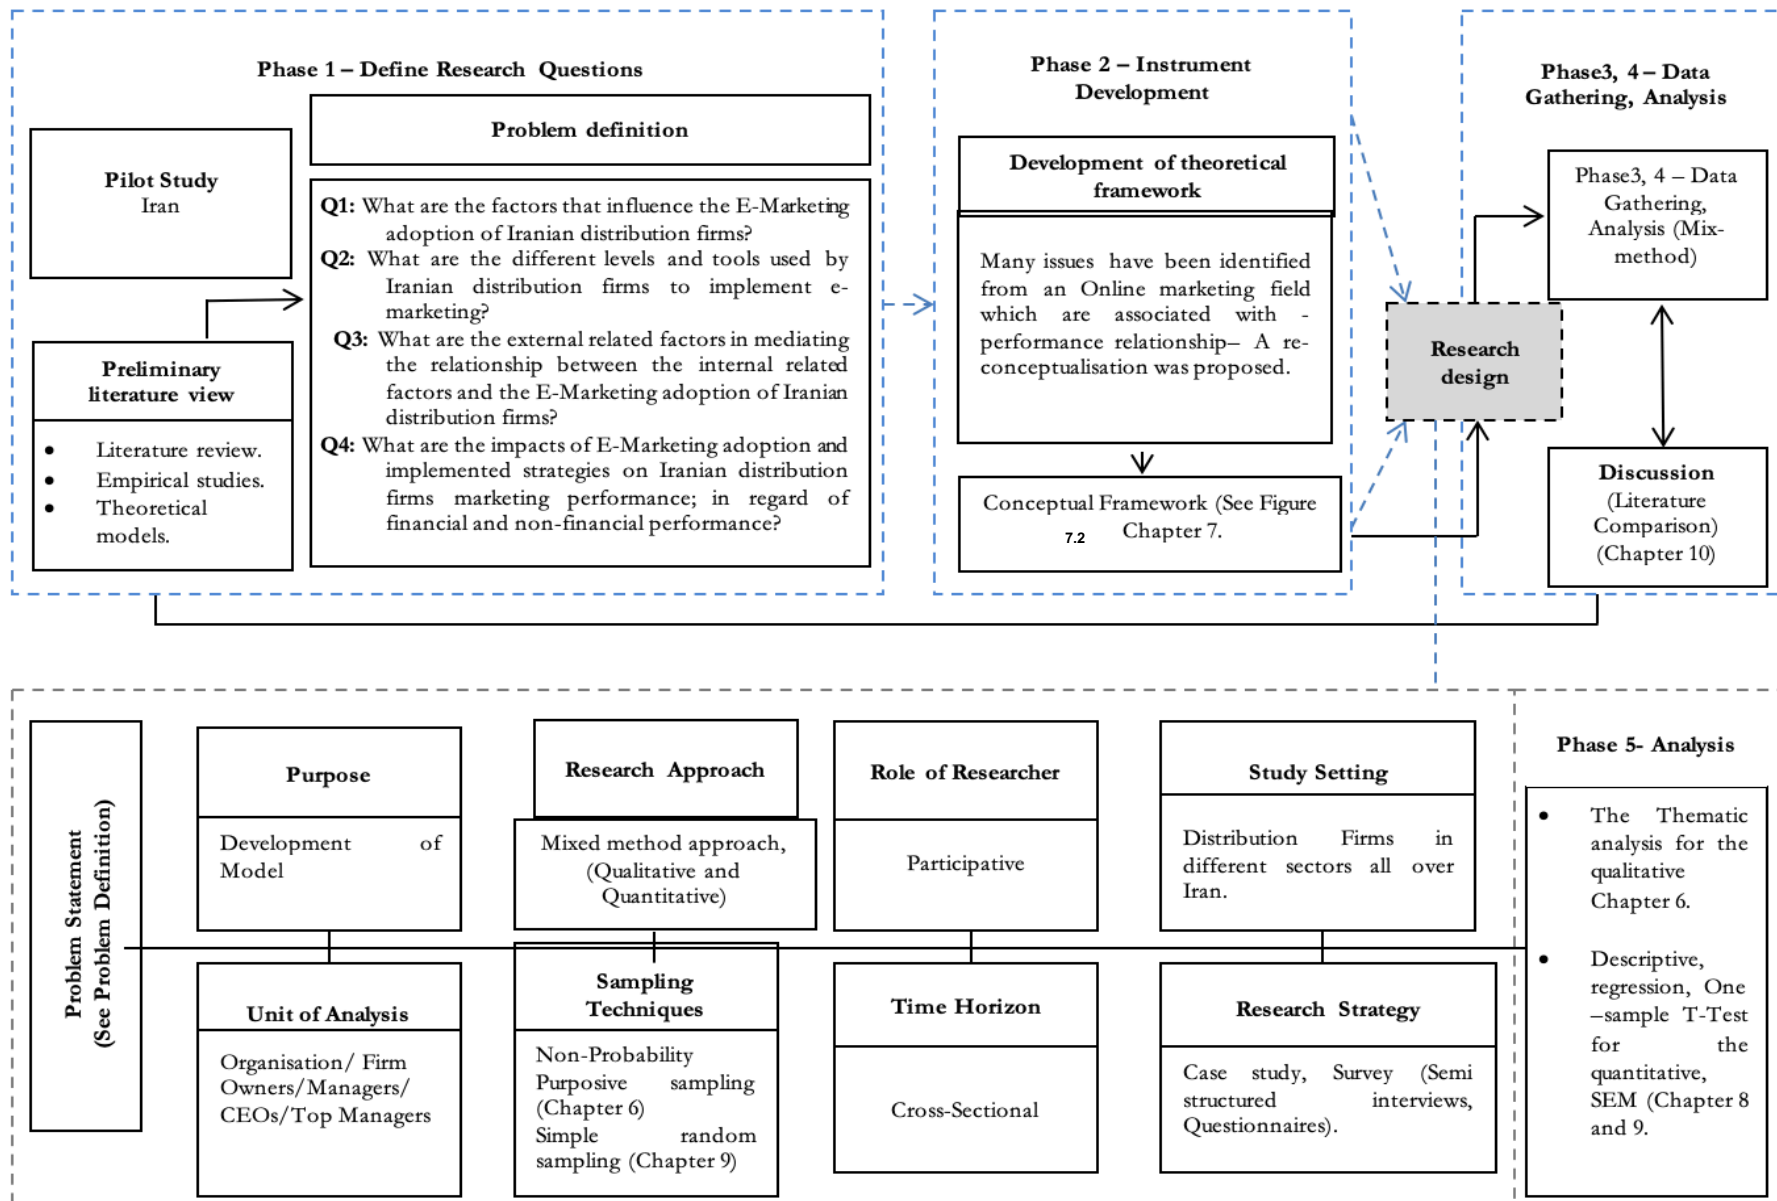 Phase 1 – Define Research Questions
Pilot Study
Iran
Preliminary
literature view
• Literature review.
• Empirical studies.
• Theoretical
models.
Problem definition
Q1: What are the factors that influence the E-Marketing
adoption of Iranian distribution firms?
Q2: What are the different levels and tools used by
Iranian distribution firms to implement e-
marketing?
Q3: What are the external related factors in mediating
the relationship between the internal related
factors and the E-Marketing adoption of Iranian
distribution firms?
Q4: What are the impacts of E-Marketing adoption and
implemented strategies on Iranian distribution
firms marketing performance; in regard of
financial and non-financial performance?
Phase 2 – Instrument
Development
Development of theoretical
framework
Many issues have been identified
from an Online marketing field
which are associated with -
performance relationship– A re-
conceptualisation was proposed.
Conceptual Framework (See Figure
7.2 Chapter 7.
Research
design
Phase3, 4 – Data
Gathering, Analysis
Phase3, 4 – Data
Gathering,
Analysis (Mix-
method)
Discussion
(Literature
Comparison)
(Chapter 10)
Problem Statement
(See Problem Definition)
Purpose
Development of
Model
Unit of Analysis
Organisation/ Firm
Owners/Managers/
CEOs/Top Managers
Research Approach
Mixed method approach,
(Qualitative and
Quantitative)
Sampling
Techniques
Non-Probability
Purposive sampling
(Chapter 6)
Simple random
sampling (Chapter 9)
Role of Researcher
Participative
Time Horizon
Cross-Sectional
Study Setting
Distribution Firms in
different sectors all over
Iran.
Research Strategy
Case study, Survey (Semi
structured interviews,
Questionnaires).
Phase 5- Analysis
• The Thematic
analysis for the
qualitative
Chapter 6.
• Descriptive,
regression, One
–sample T-Test
for the
quantitative,
SEM (Chapter 8
and 9.